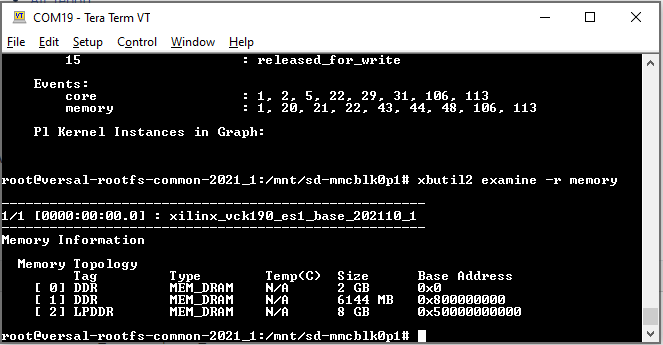 COM19 - Tera Term VT
File Edit Setup Control Window Help
15 : released_for_write
Events:
core : 1, 2, 5, 22, 29, 31, 106, 113
memory : 1, 20, 21, 22, 43, 44, 48, 106, 113
Pl Kernel Instances in Graph:
root@versal-rootfs-common-2021_1:/mnt/sd-mmcblk0p1# xbutil2 examine -r memory
---------------------------------------------------
1/1 [0000:00:00.0] : xilinx_vck190_es1_base_202110_1
---------------------------------------------------
Memory Information
Memory Topology
Tag Type Temp(C) Size Base Address
[ 0] DDR MEM_DRAM N/A 2 GB 0x0
[ 1] DDR MEM_DRAM N/A 6144 MB 0x800000000
[ 2] LPDDR MEM_DRAM N/A 8 GB 0x50000000000
root@versal-rootfs-common-2021_1:/mnt/sd-mmcblk0p1#